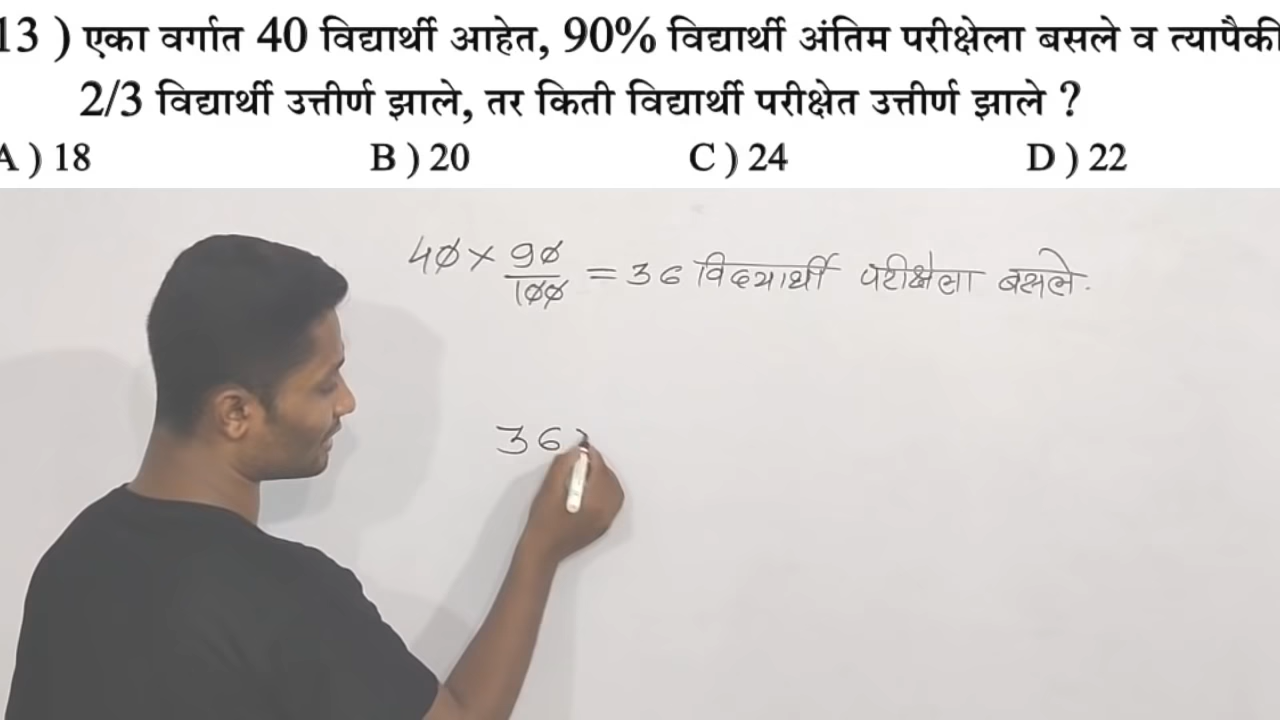 13 ) एका वर्गात 40 विद्यार्थी आहेत, 90% विद्यार्थी अंतिम परीक्षेला बसले व त्यापैकी
2/3 विद्यार्थी उत्तीर्ण झाले, तर किती विद्यार्थी परीक्षेत उत्तीर्ण झाले ?
A ) 18 B ) 20 C ) 24 D ) 22
40 × 90/100 = 36 विदयार्थी परीक्षेला बसले.
36